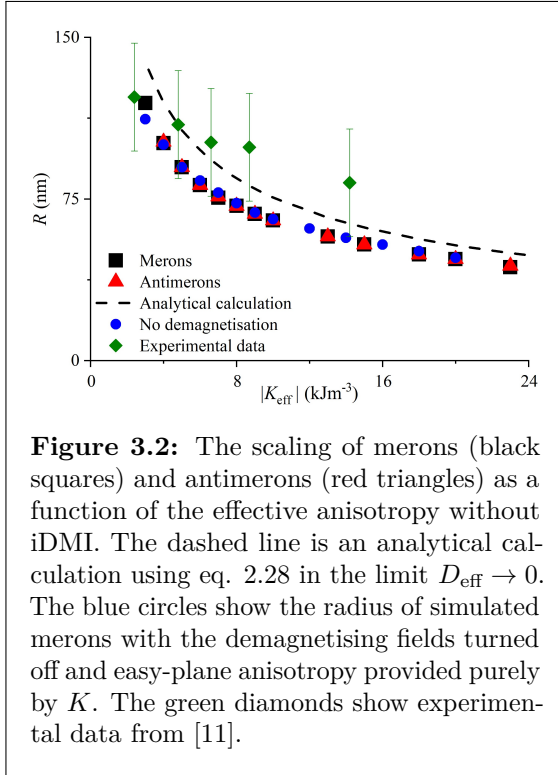 150
75
0
R (nm)
Merons
Antimerons
Analytical calculation
No demagnetisation
Experimental data
0 8 16 24
|K_eff| (kJm⁻³)
Figure 3.2: The scaling of merons (black
squares) and antimerons (red triangles) as a
function of the effective anisotropy without
iDMI. The dashed line is an analytical cal-
culation using eq. 2.28 in the limit D_eff → 0.
The blue circles show the radius of simulated
merons with the demagnetising fields turned
off and easy-plane anisotropy provided purely
by K. The green diamonds show experimen-
tal data from [11].